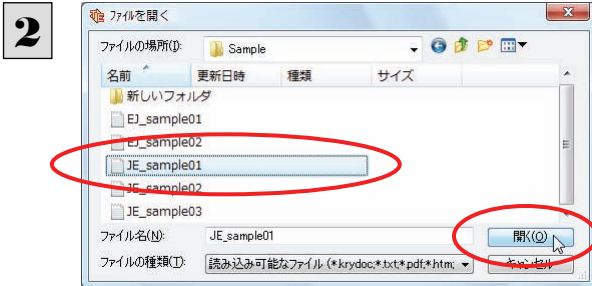 2
ファイルを開く
ファイルの場所(I):
Sample
名前 更新日時 種類 サイズ
新しいフォルダ
EJ_sample01
EJ_sample02
JE_sample01
JE_sample02
JE_sample03
ファイル名(N): JE_sample01 開く(O)
ファイルの種類(T): 読み込み可能なファイル (*.krydoc;*.txt;*.pdf;*.htm; キャンセル